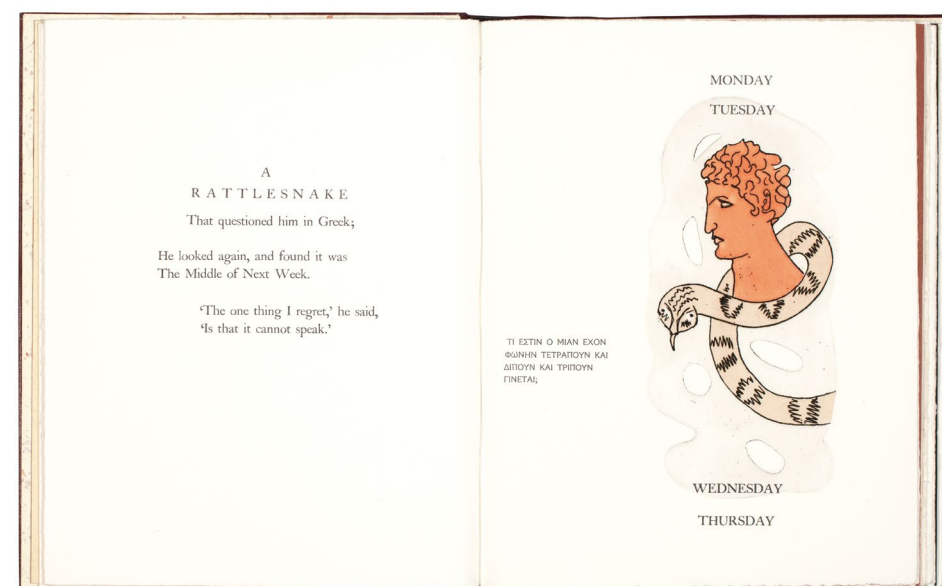 A
RATTLESNAKE
That questioned him in Greek;
He looked again, and found it was
The Middle of Next Week.
‘The one thing I regret,’ he said,
‘Is that it cannot speak.’
MONDAY
TUESDAY
ΤΙ ΕΣΤΙΝ Ο ΜΙΑΝ ΕΧΟΝ
ΦΩΝΗΝ ΤΕΤΡΑΠΟΥΝ ΚΑΙ
ΔΙΠΟΥΝ ΚΑΙ ΤΡΙΠΟΥΝ
ΓΙΝΕΤΑΙ;
WEDNESDAY
THURSDAY